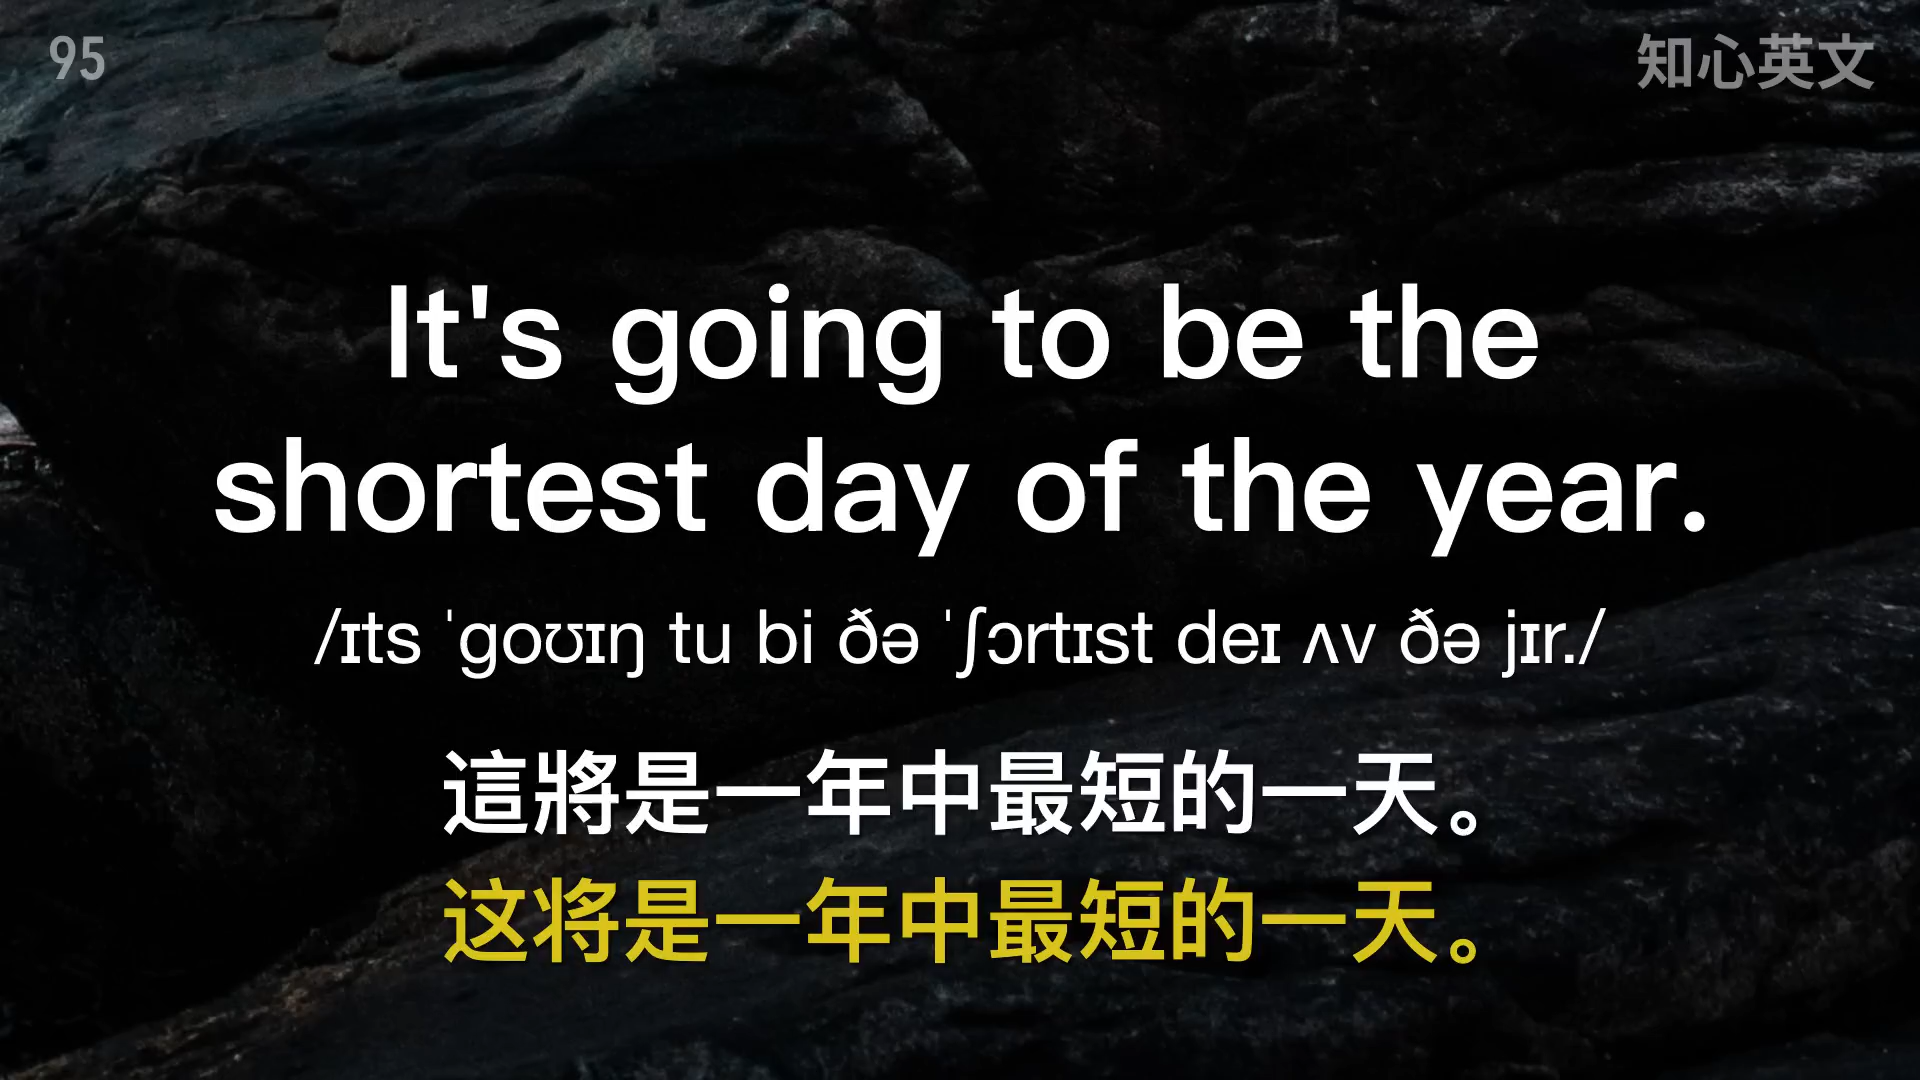 95
知心英文
It's going to be the
shortest day of the year.
/ɪts ˈgoʊɪŋ tu bi ðə ˈʃɔrtɪst deɪ ʌv ðə jɪr./
這將是一年中最短的一天。
这将是一年中最短的一天。